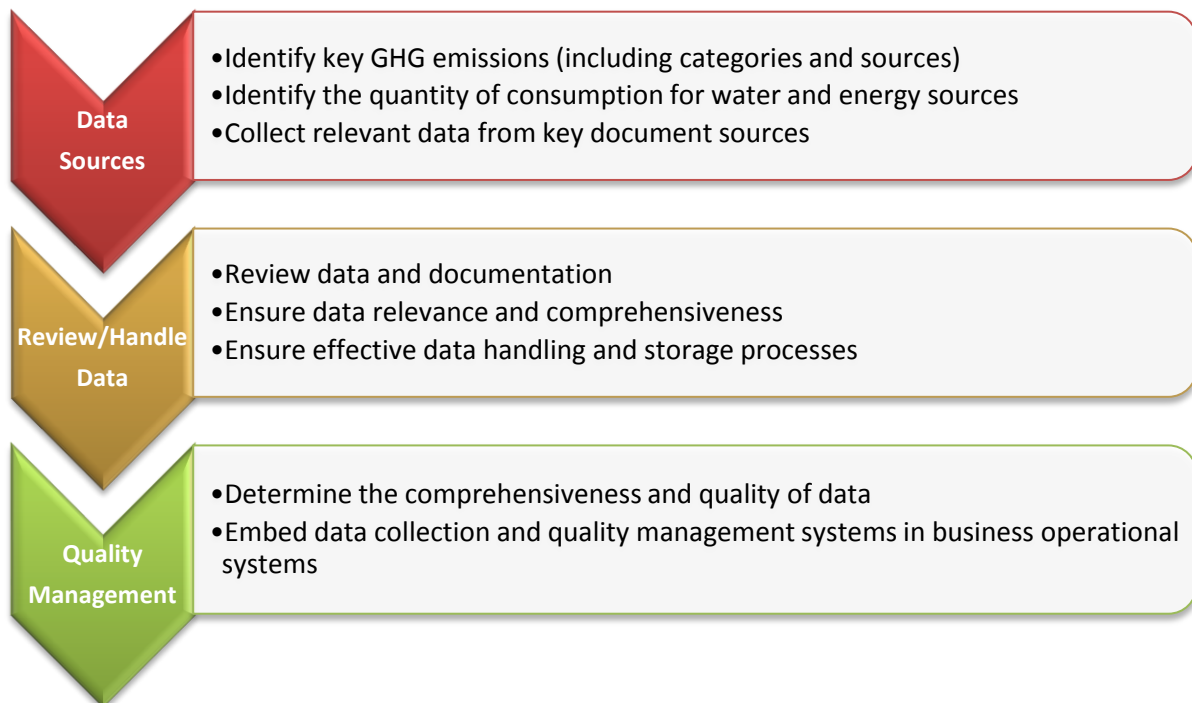 Data
Sources
•Identify key GHG emissions (including categories and sources)
•Identify the quantity of consumption for water and energy sources
•Collect relevant data from key document sources
Review/Handle
Data
•Review data and documentation
•Ensure data relevance and comprehensiveness
•Ensure effective data handling and storage processes
Quality
Management
•Determine the comprehensiveness and quality of data
•Embed data collection and quality management systems in business operational
systems